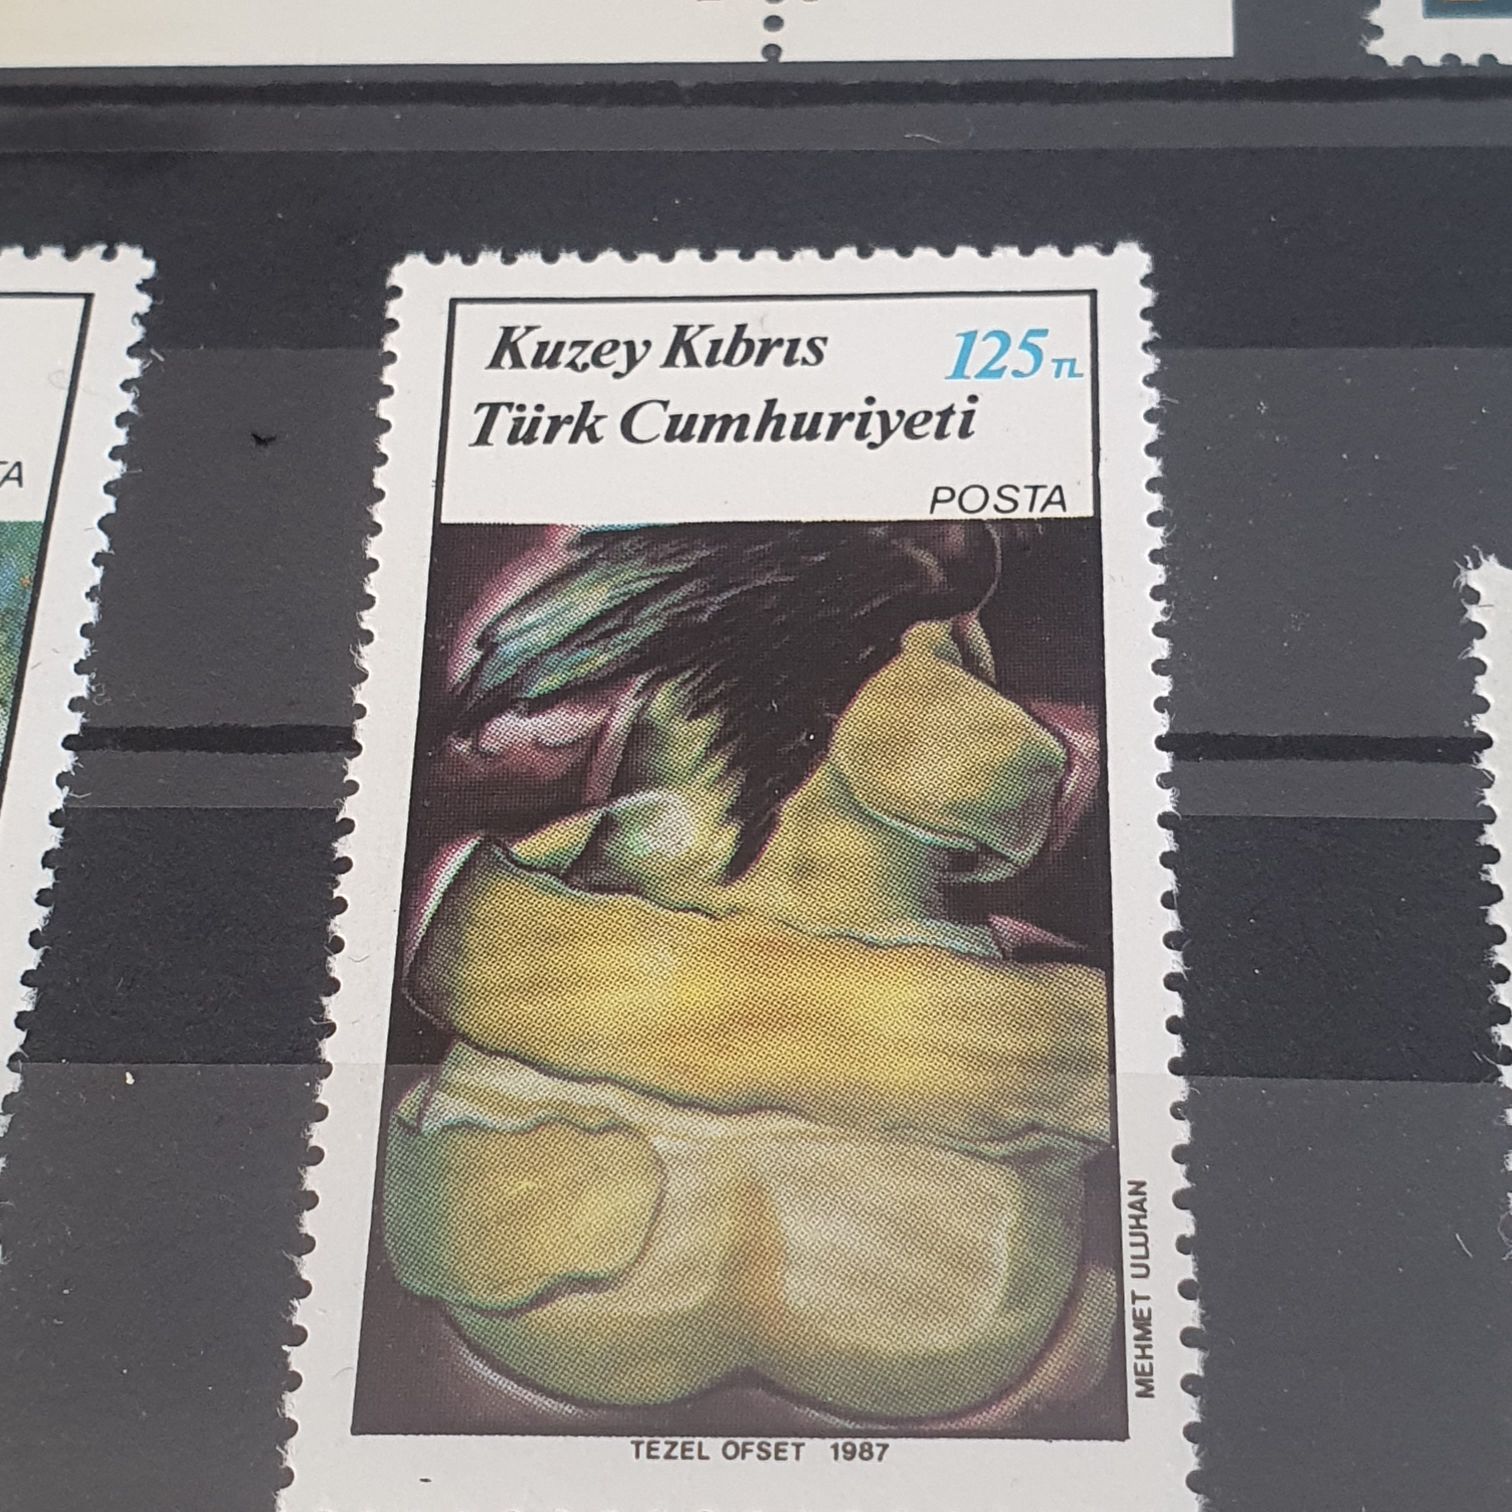 Kuzey Kıbrıs
125 TL
Türk Cumhuriyeti
POSTA
MEHMET ULUHAN
TEZEL OFSET 1987